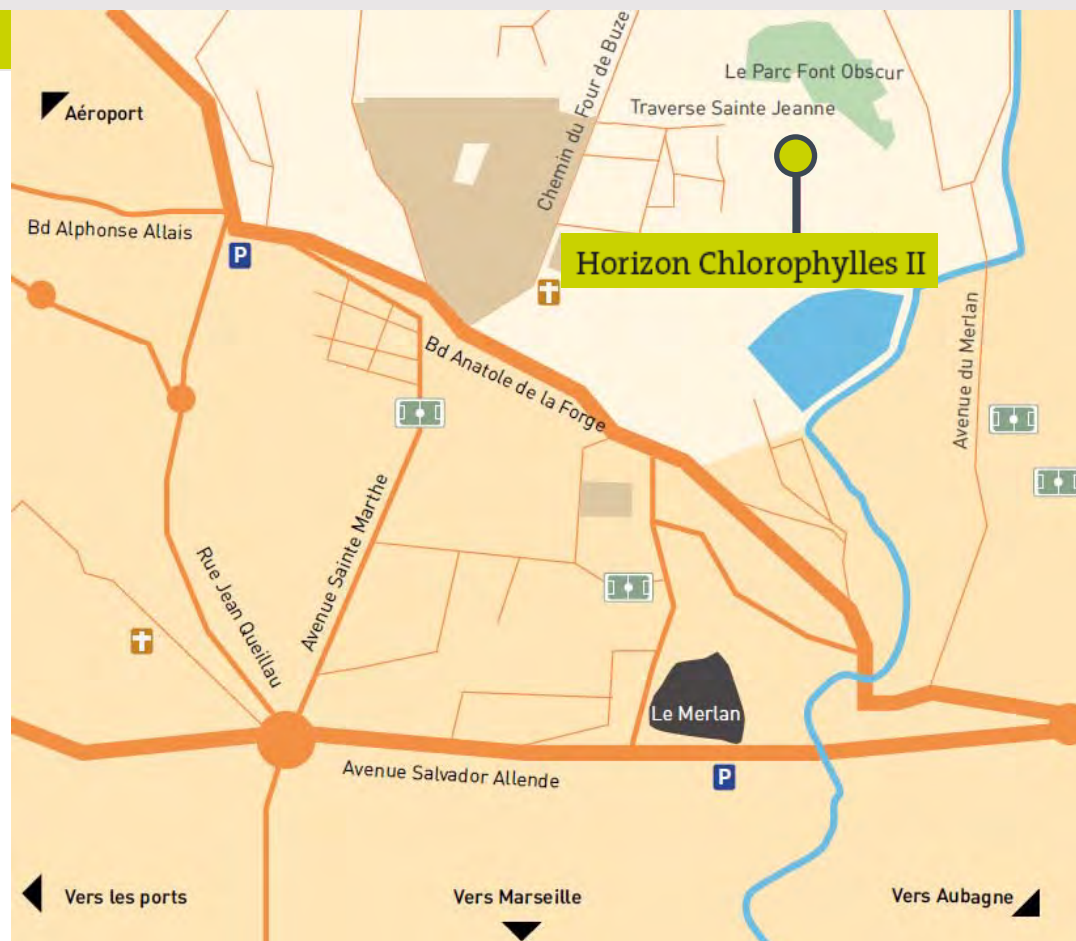 Chemin du Four de Buze
Le Parc Font Obscur
Traverse Sainte Jeanne
Aéroport
Bd Alphonse Allais
P
Horizon Chlorophylles II
Bd Anatole de la Forge
Avenue du Merlan
Avenue Sainte Marthe
Rue Jean Queillau
Le Merlan
Avenue Salvador Allende
P
Vers les ports
Vers Marseille
Vers Aubagne